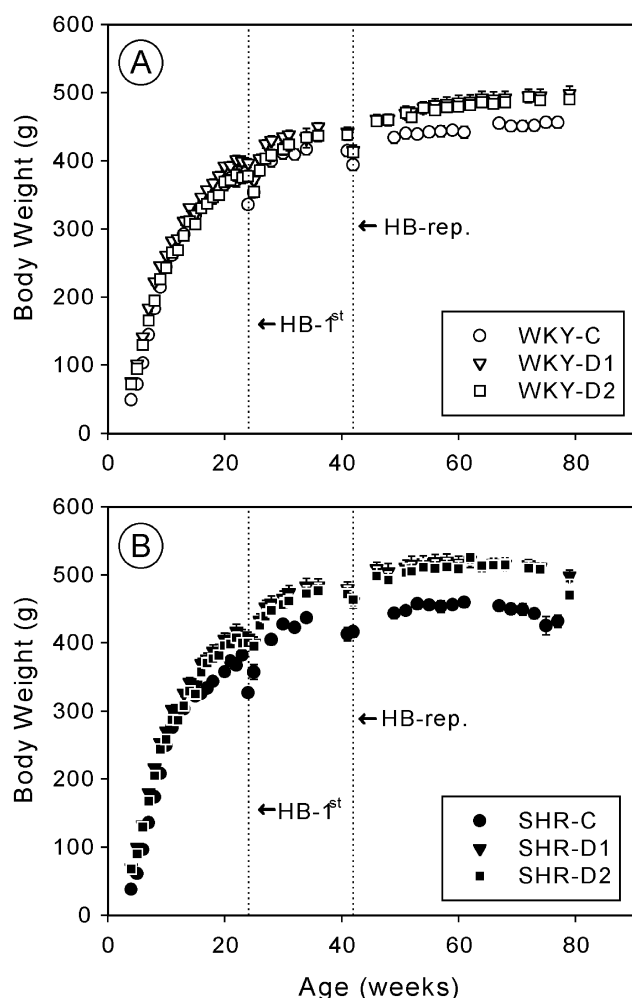 600
A
500
400
300
200
100
0
Body Weight (g)
←HB-rep.
←HB-1st
WKY-C
WKY-D1
WKY-D2
0 20 40 60 80
600
B
500
400
300
200
100
0
Body Weight (g)
←HB-rep.
←HB-1st
SHR-C
SHR-D1
SHR-D2
0 20 40 60 80
Age (weeks)